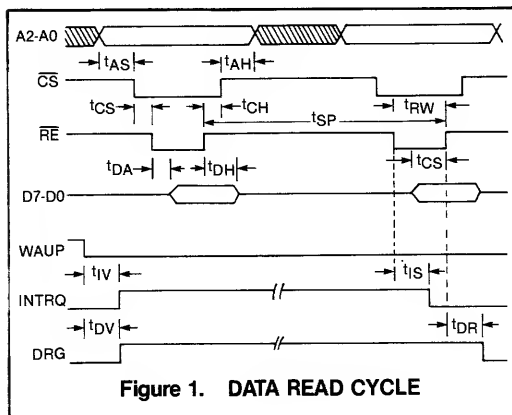 A2-A0
tAS
tAH
CS
tCS
tCH
tRW
tSP
RE
tCS
tDA
tDH
D7-D0
WAUP
tIV
tIS
INTRQ
tDV
tDR
DRG
Figure 1. DATA READ CYCLE